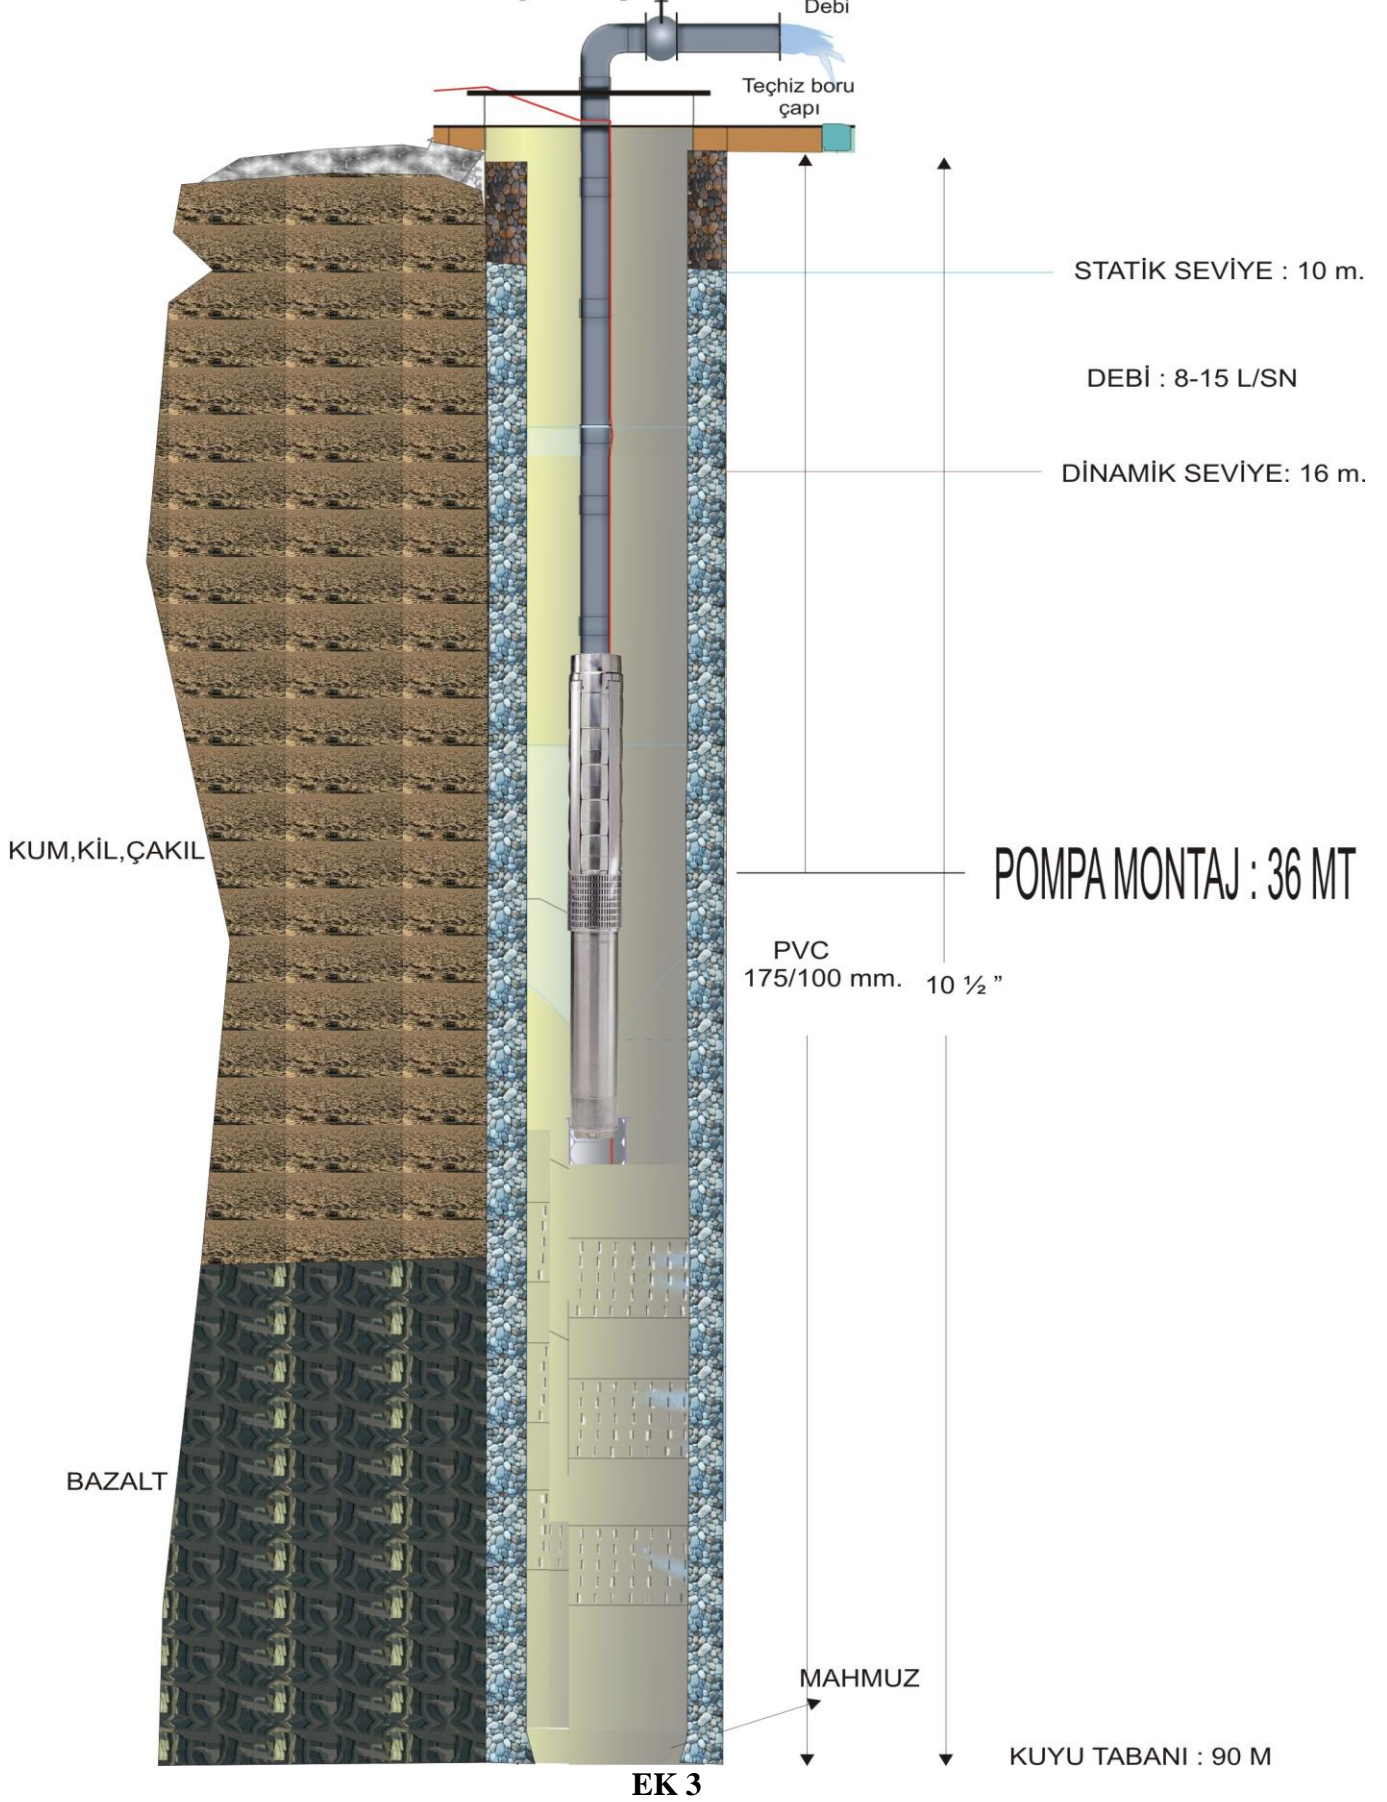 Debi
Teçhiz boru
çapı
STATİK SEVİYE : 10 m.
DEBİ : 8-15 L/SN
DİNAMİK SEVİYE: 16 m.
KUM,KİL,ÇAKIL
POMPA MONTAJ : 36 MT
PVC
175/100 mm.
10 ½ ”
BAZALT
MAHMUZ
KUYU TABANI : 90 M
EK 3